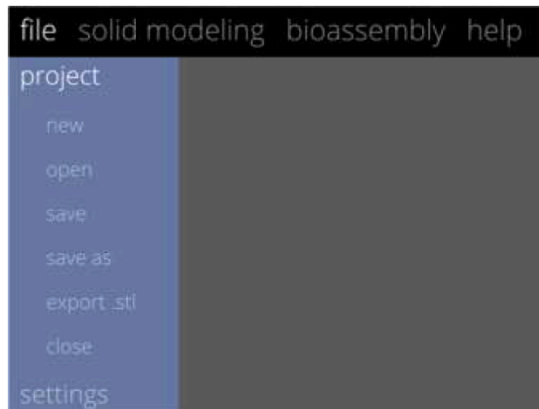 file solid modeling bioassembly help
project
new
open
save
save as
export .stl
close
settings